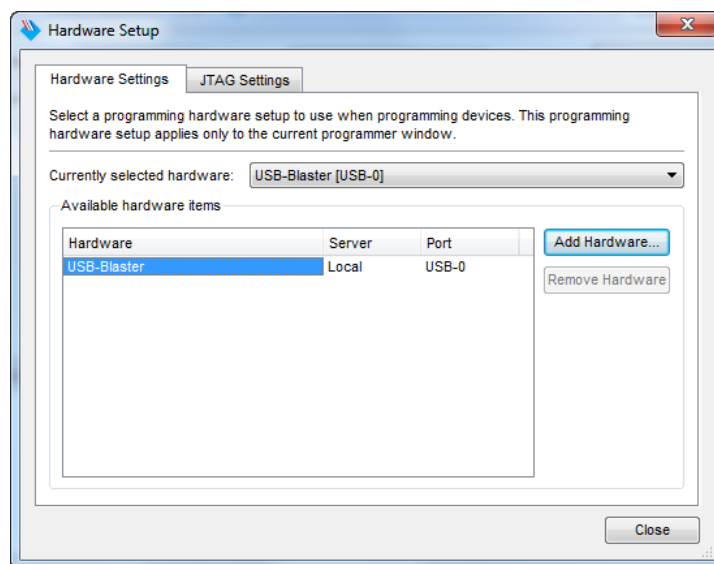 Hardware Setup
Hardware Settings
JTAG Settings
Select a programming hardware setup to use when programming devices. This programming
hardware setup applies only to the current programmer window.
Currently selected hardware:
USB-Blaster [USB-0]
Available hardware items
Hardware Server Port
USB-Blaster Local USB-0
Add Hardware...
Remove Hardware
Close